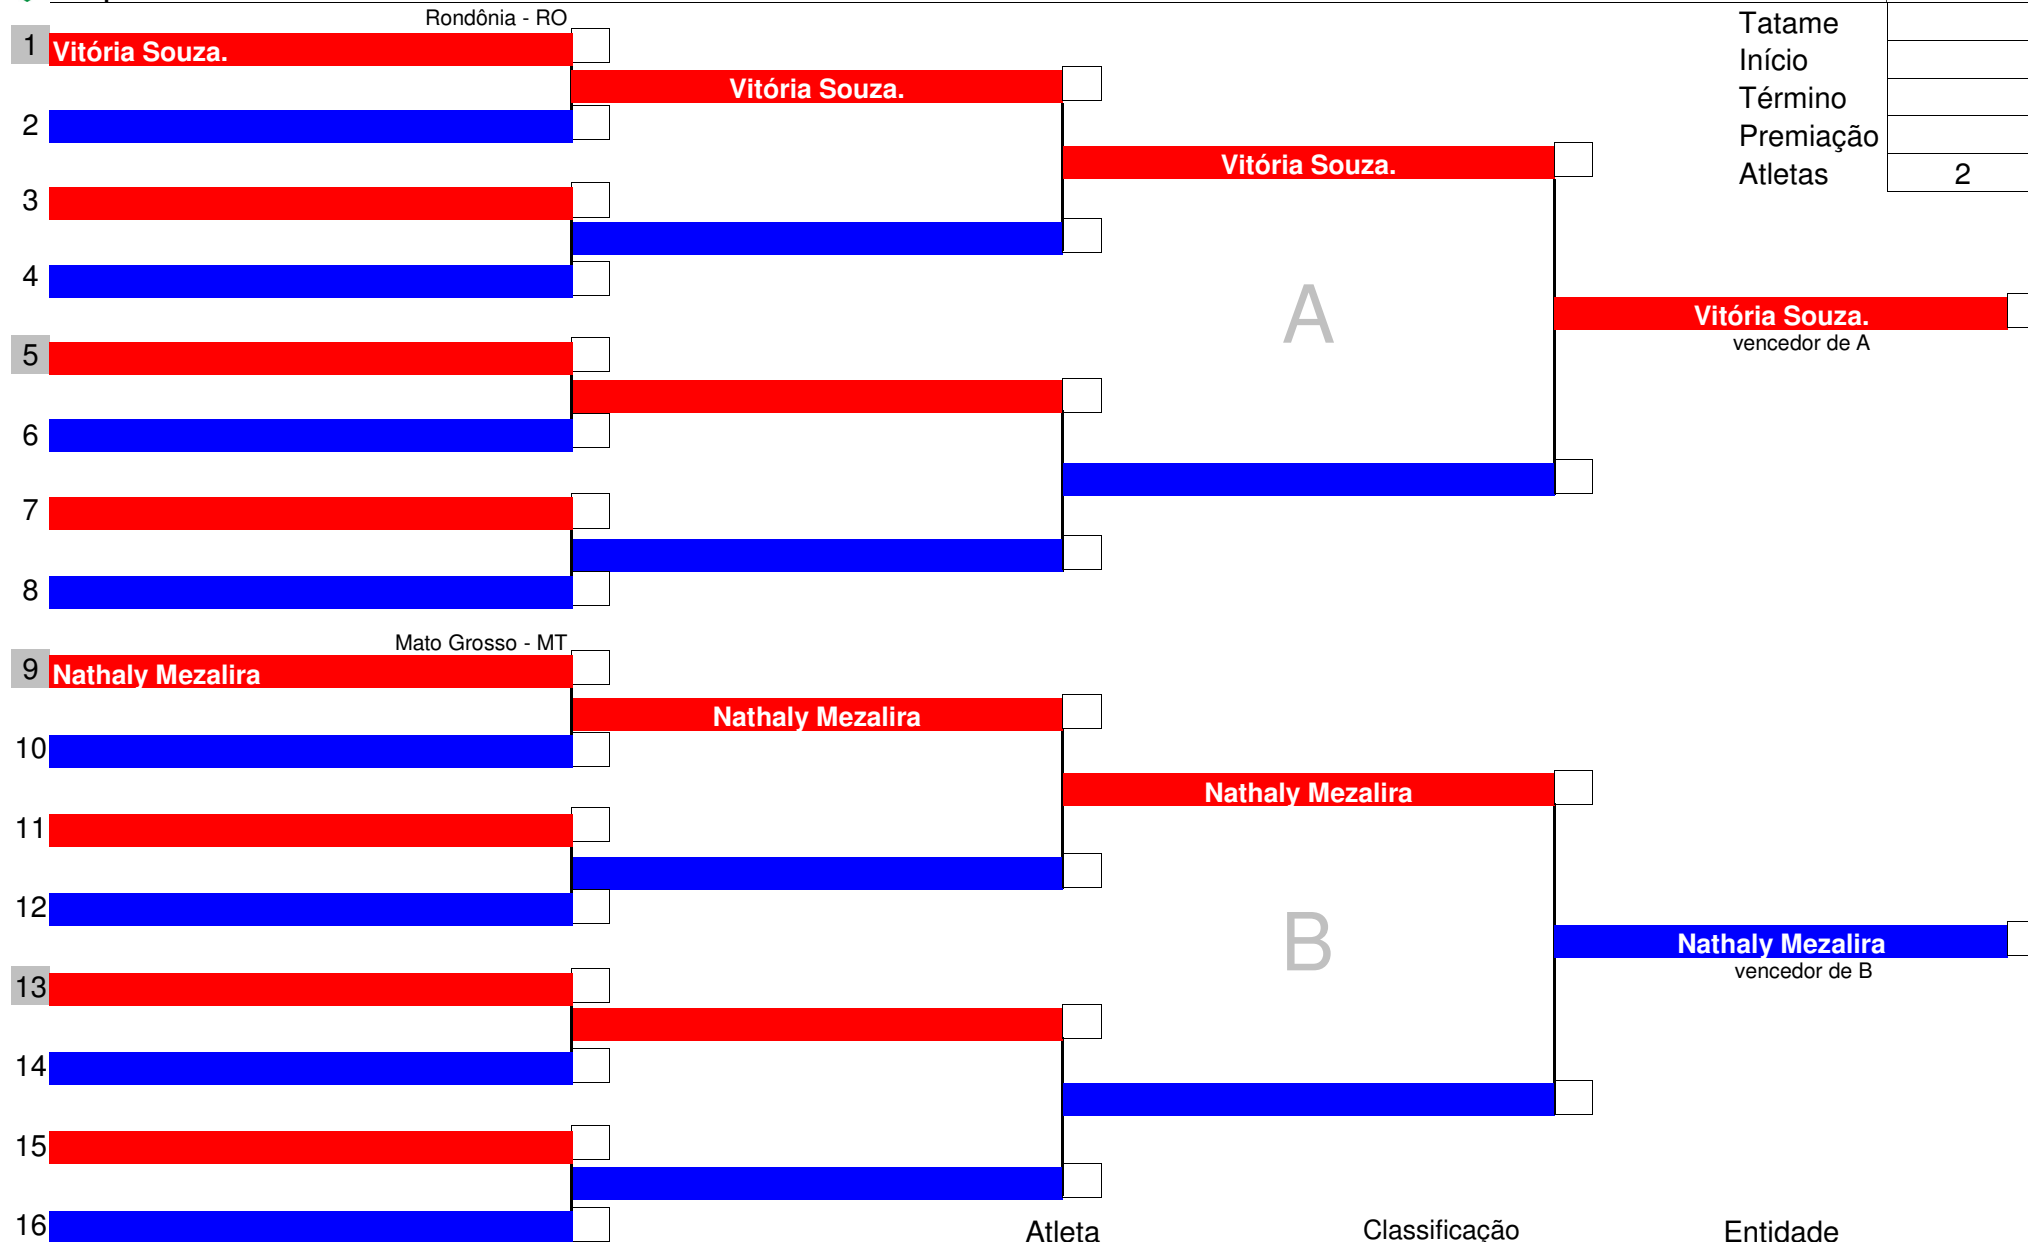 Rondônia - RO
Tatame
1 Vitória Souza.
Início
Vitória Souza.
Término
2
Premiação
Vitória Souza.
Atletas 2
3
4
A
Vitória Souza.
vencedor de A
5
6
7
8
Mato Grosso - MT
9 Nathaly Mezalira
Nathaly Mezalira
10
Nathaly Mezalira
11
12
B
Nathaly Mezalira
vencedor de B
13
14
15
16
Atleta Classificação Entidade